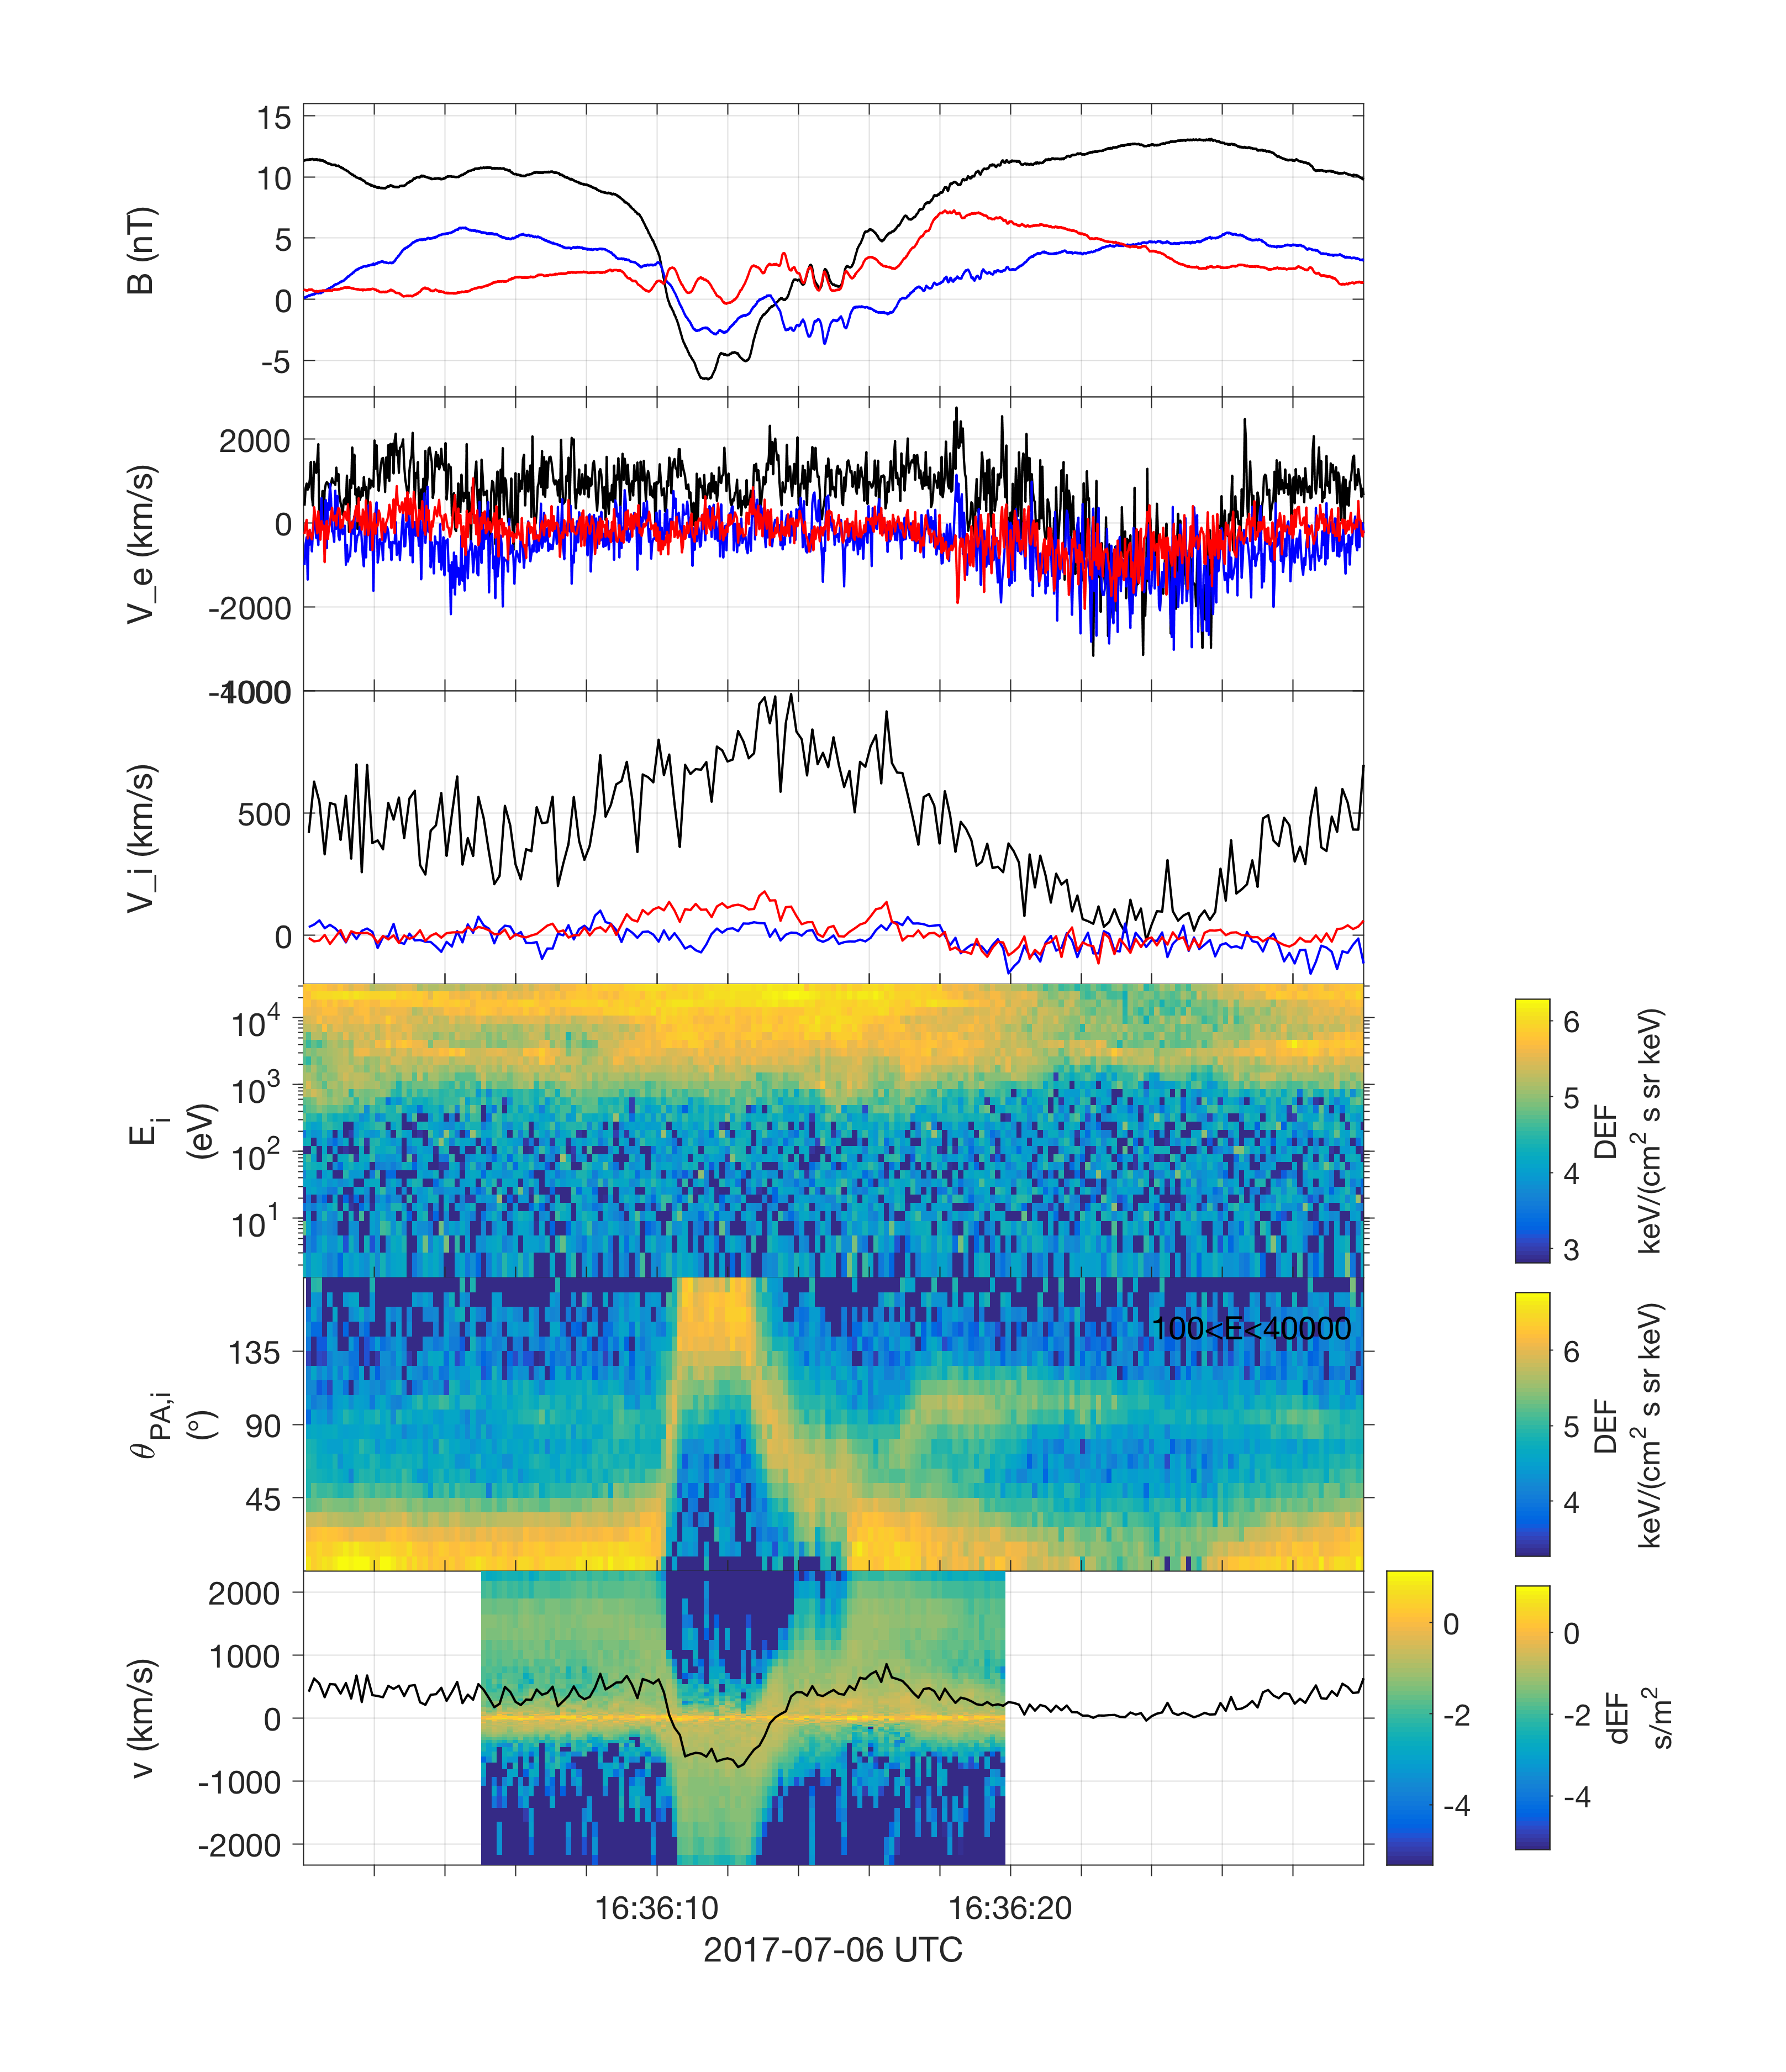 15
10
5
0
-5
B (nT)
2000
0
-2000
-4000
V_e (km/s)
1000
500
0
V_i (km/s)
10^4
10^3
10^2
10^1
E_i
(eV)
6
5
4
3
DEF
keV/(cm^2 s sr keV)
135
90
45
θ_PA,i
(°)
100<E<40000
6
5
4
DEF
keV/(cm^2 s sr keV)
2000
1000
0
-1000
-2000
v (km/s)
0
-2
-4
0
-2
-4
dEF
s/m^2
16:36:10
16:36:20
2017-07-06 UTC